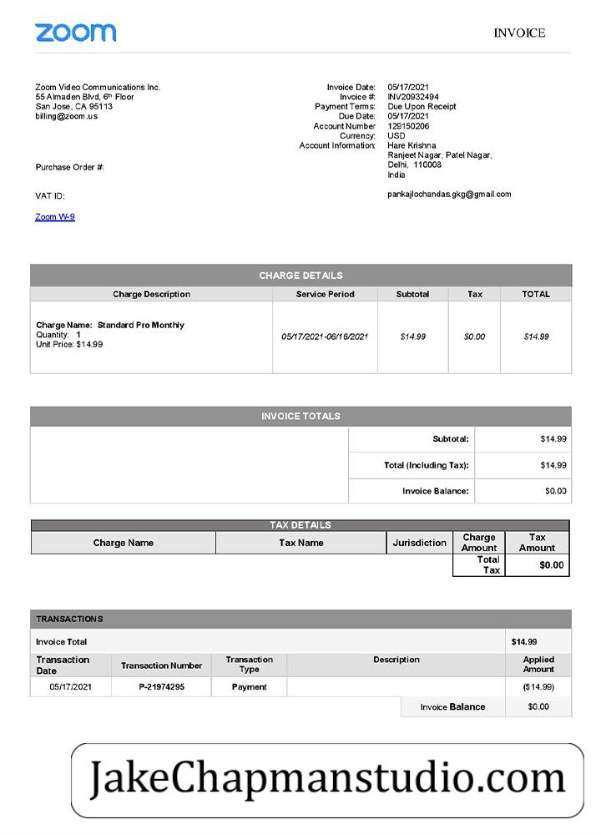 zoom
INVOICE
Zoom Video Communications Inc.
55 Almaden Blvd, 6th Floor
San Jose, CA 95113
billing@zoom.us
Purchase Order #:
VAT ID:
Zoom W-9
Invoice Date: 05/17/2021
Invoice #: INV20932494
Payment Terms: Due Upon Receipt
Due Date: 05/17/2021
Account Number 129150206
Currency: USD
Account Information: Hare Krishna
Ranjeet Nagar, Patel Nagar,
Delhi, 110008
India
pankajlochandas.gkg@gmail.com
CHARGE DETAILS
Charge Description Service Period Subtotal Tax TOTAL
Charge Name: Standard Pro Monthly
Quantity: 1
Unit Price: $14.99
05/17/2021-06/16/2021 $14.99 $0.00 $14.99
INVOICE TOTALS
Subtotal: $14.99
Total (Including Tax): $14.99
Invoice Balance: $0.00
TAX DETAILS
Charge Name Tax Name Jurisdiction Charge Amount Tax Amount
Total Tax $0.00
TRANSACTIONS
Invoice Total $14.99
Transaction Date Transaction Number Transaction Type Description Applied Amount
05/17/2021 P-21974295 Payment ($14.99)
Invoice Balance $0.00
JakeChapmanstudio.com